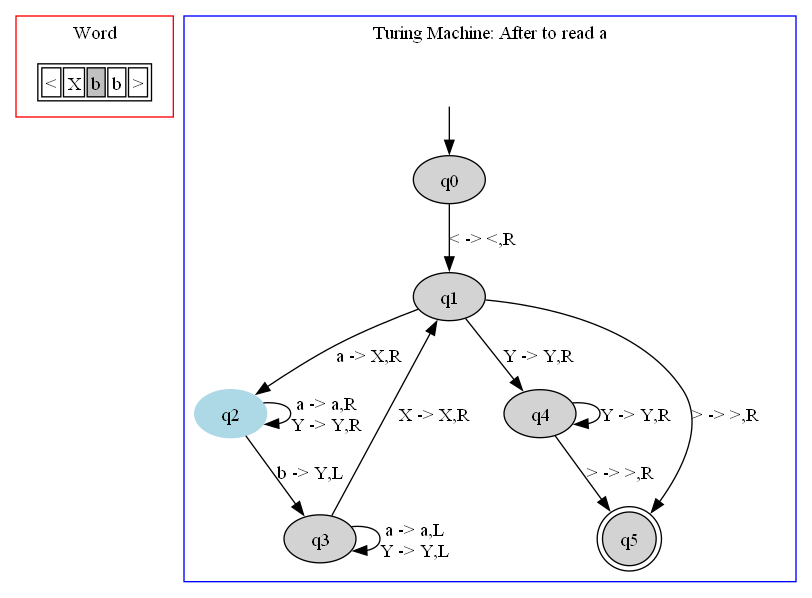 Word
< X b b >
Turing Machine: After to read a
q0
< -> <,R
q1
a -> X,R
Y -> Y,R
q2
a -> a,R
Y -> Y,R
X -> X,R
q4
Y -> Y,R
> -> >,R
b -> Y,L
> -> >,R
q3
a -> a,L
Y -> Y,L
q5